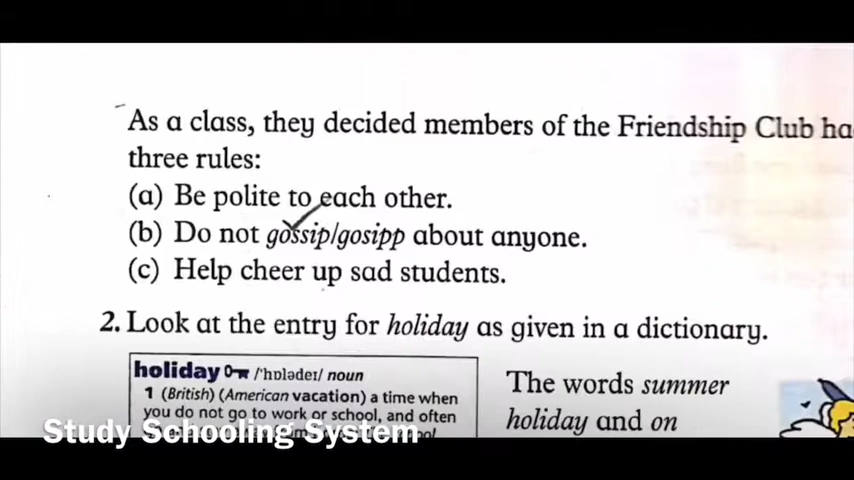 As a class, they decided members of the Friendship Club ha
three rules:
(a) Be polite to each other.
(b) Do not gossip/gosipp about anyone.
(c) Help cheer up sad students.
2. Look at the entry for holiday as given in a dictionary.
holiday /ˈhɒlədeɪ/ noun
1 (British) (American vacation) a time when
you do not go to work or school, and often
The words summer
holiday and on
Study Schooling System